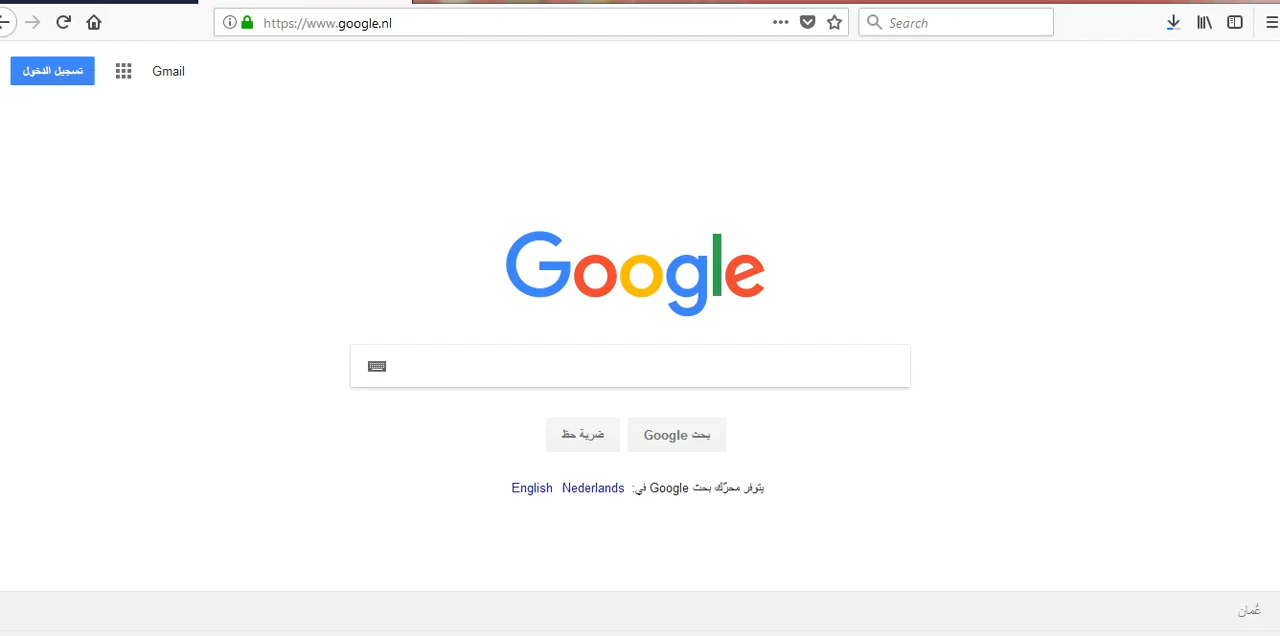 https://www.google.nl
Search
تسجيل الدخول
Gmail
Google
بحث Google
ضربة حظ
يتوفر محرّك بحث Google في: Nederlands English
عُمان